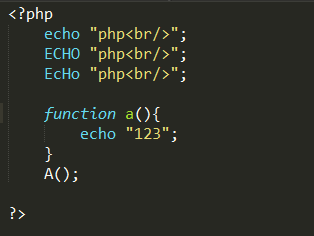 <?php
echo "php<br/>";
ECHO "php<br/>";
EcHo "php<br/>";
function a(){
echo "123";
}
A();
?>